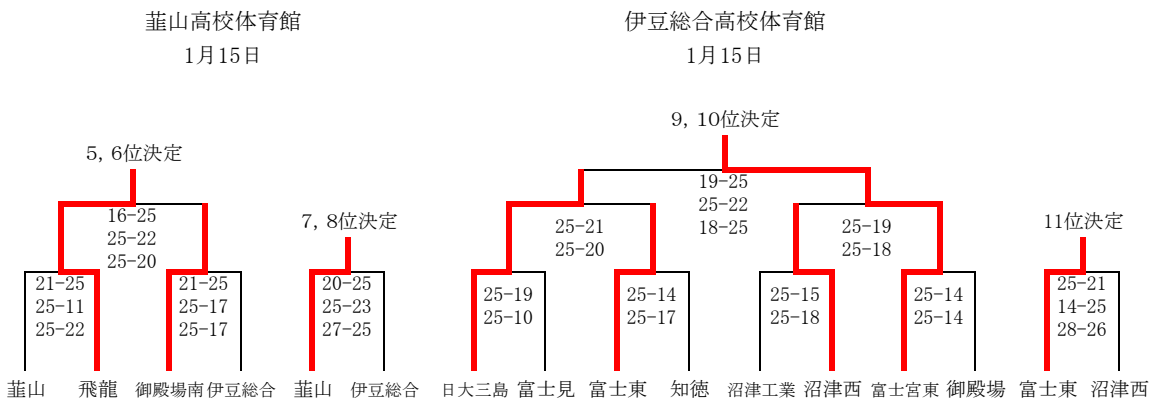 韮山高校体育館
1月15日
伊豆総合高校体育館
1月15日
5, 6位決定
16-25
25-22
25-20
21-25
25-11
25-22
21-25
25-17
25-17
韮山 飛龍 御殿場南 伊豆総合
7, 8位決定
20-25
25-23
27-25
韮山 伊豆総合
9, 10位決定
19-25
25-22
18-25
25-21
25-20
25-19
25-18
25-19
25-10
25-14
25-17
25-15
25-18
25-14
25-14
日大三島 富士見 富士東 知徳 沼津工業 沼津西 富士宮東 御殿場
11位決定
25-21
14-25
28-26
富士東 沼津西